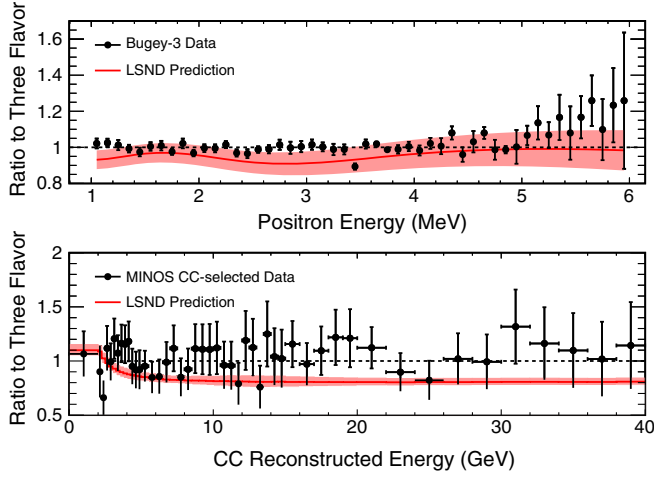 Ratio to Three Flavor
1.6
1.4
1.2
1
0.8
Bugey-3 Data
LSND Prediction
1 2 3 4 5 6
Positron Energy (MeV)
Ratio to Three Flavor
2
1.5
1
0.5
MINOS CC-selected Data
LSND Prediction
0 10 20 30 40
CC Reconstructed Energy (GeV)